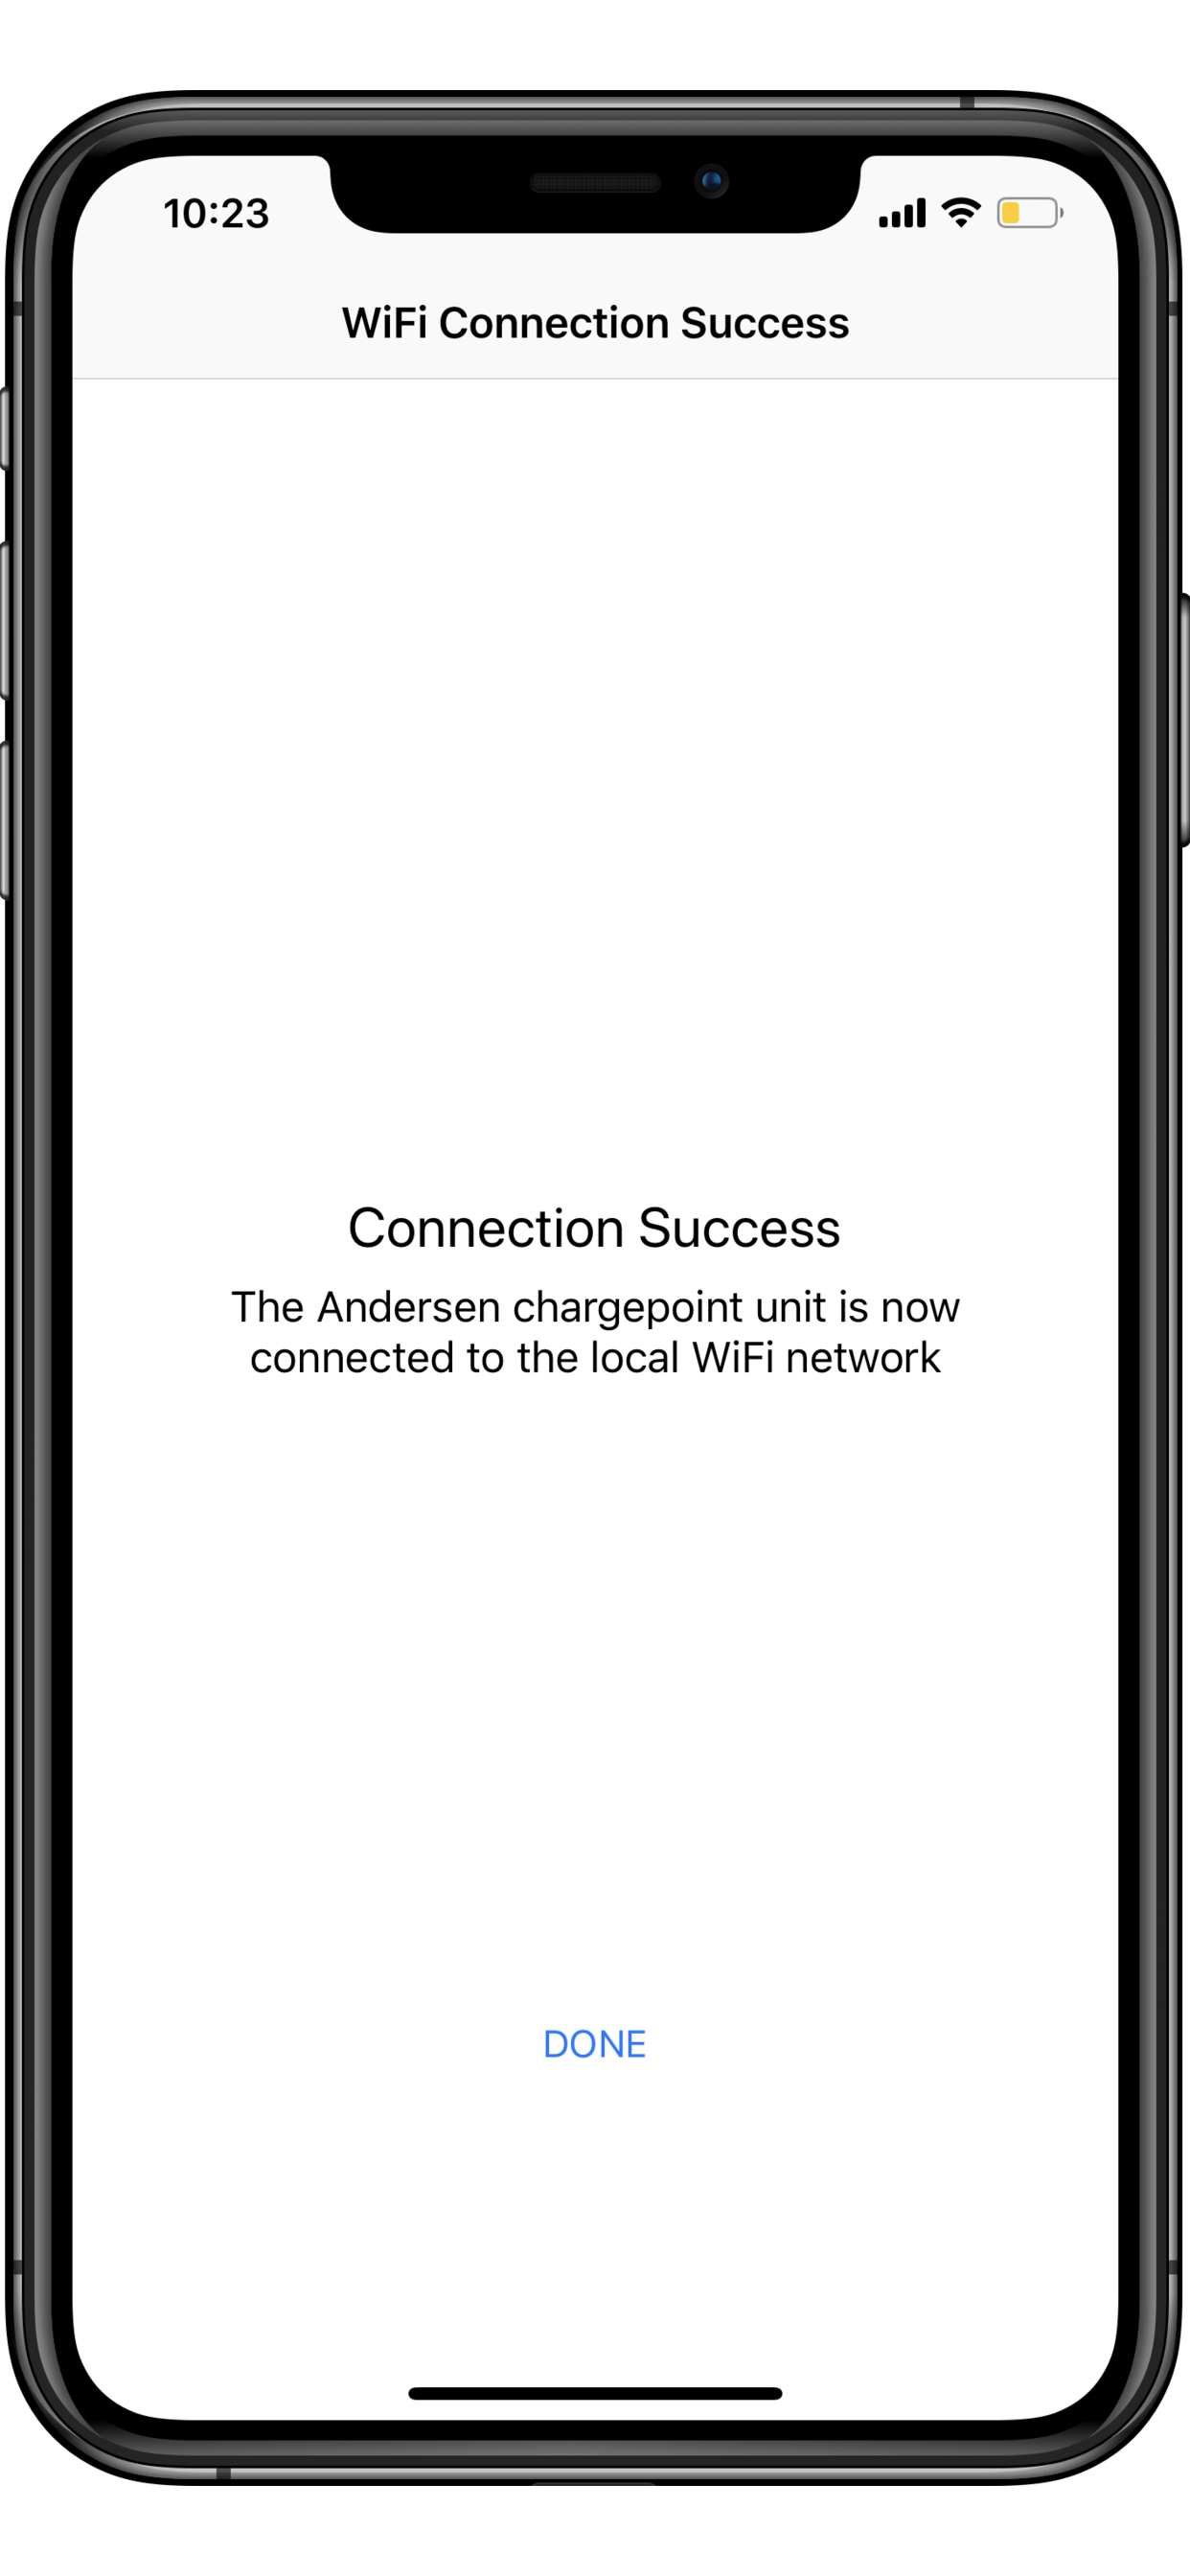 10:23
WiFi Connection Success
Connection Success
The Andersen chargepoint unit is now
connected to the local WiFi network
DONE